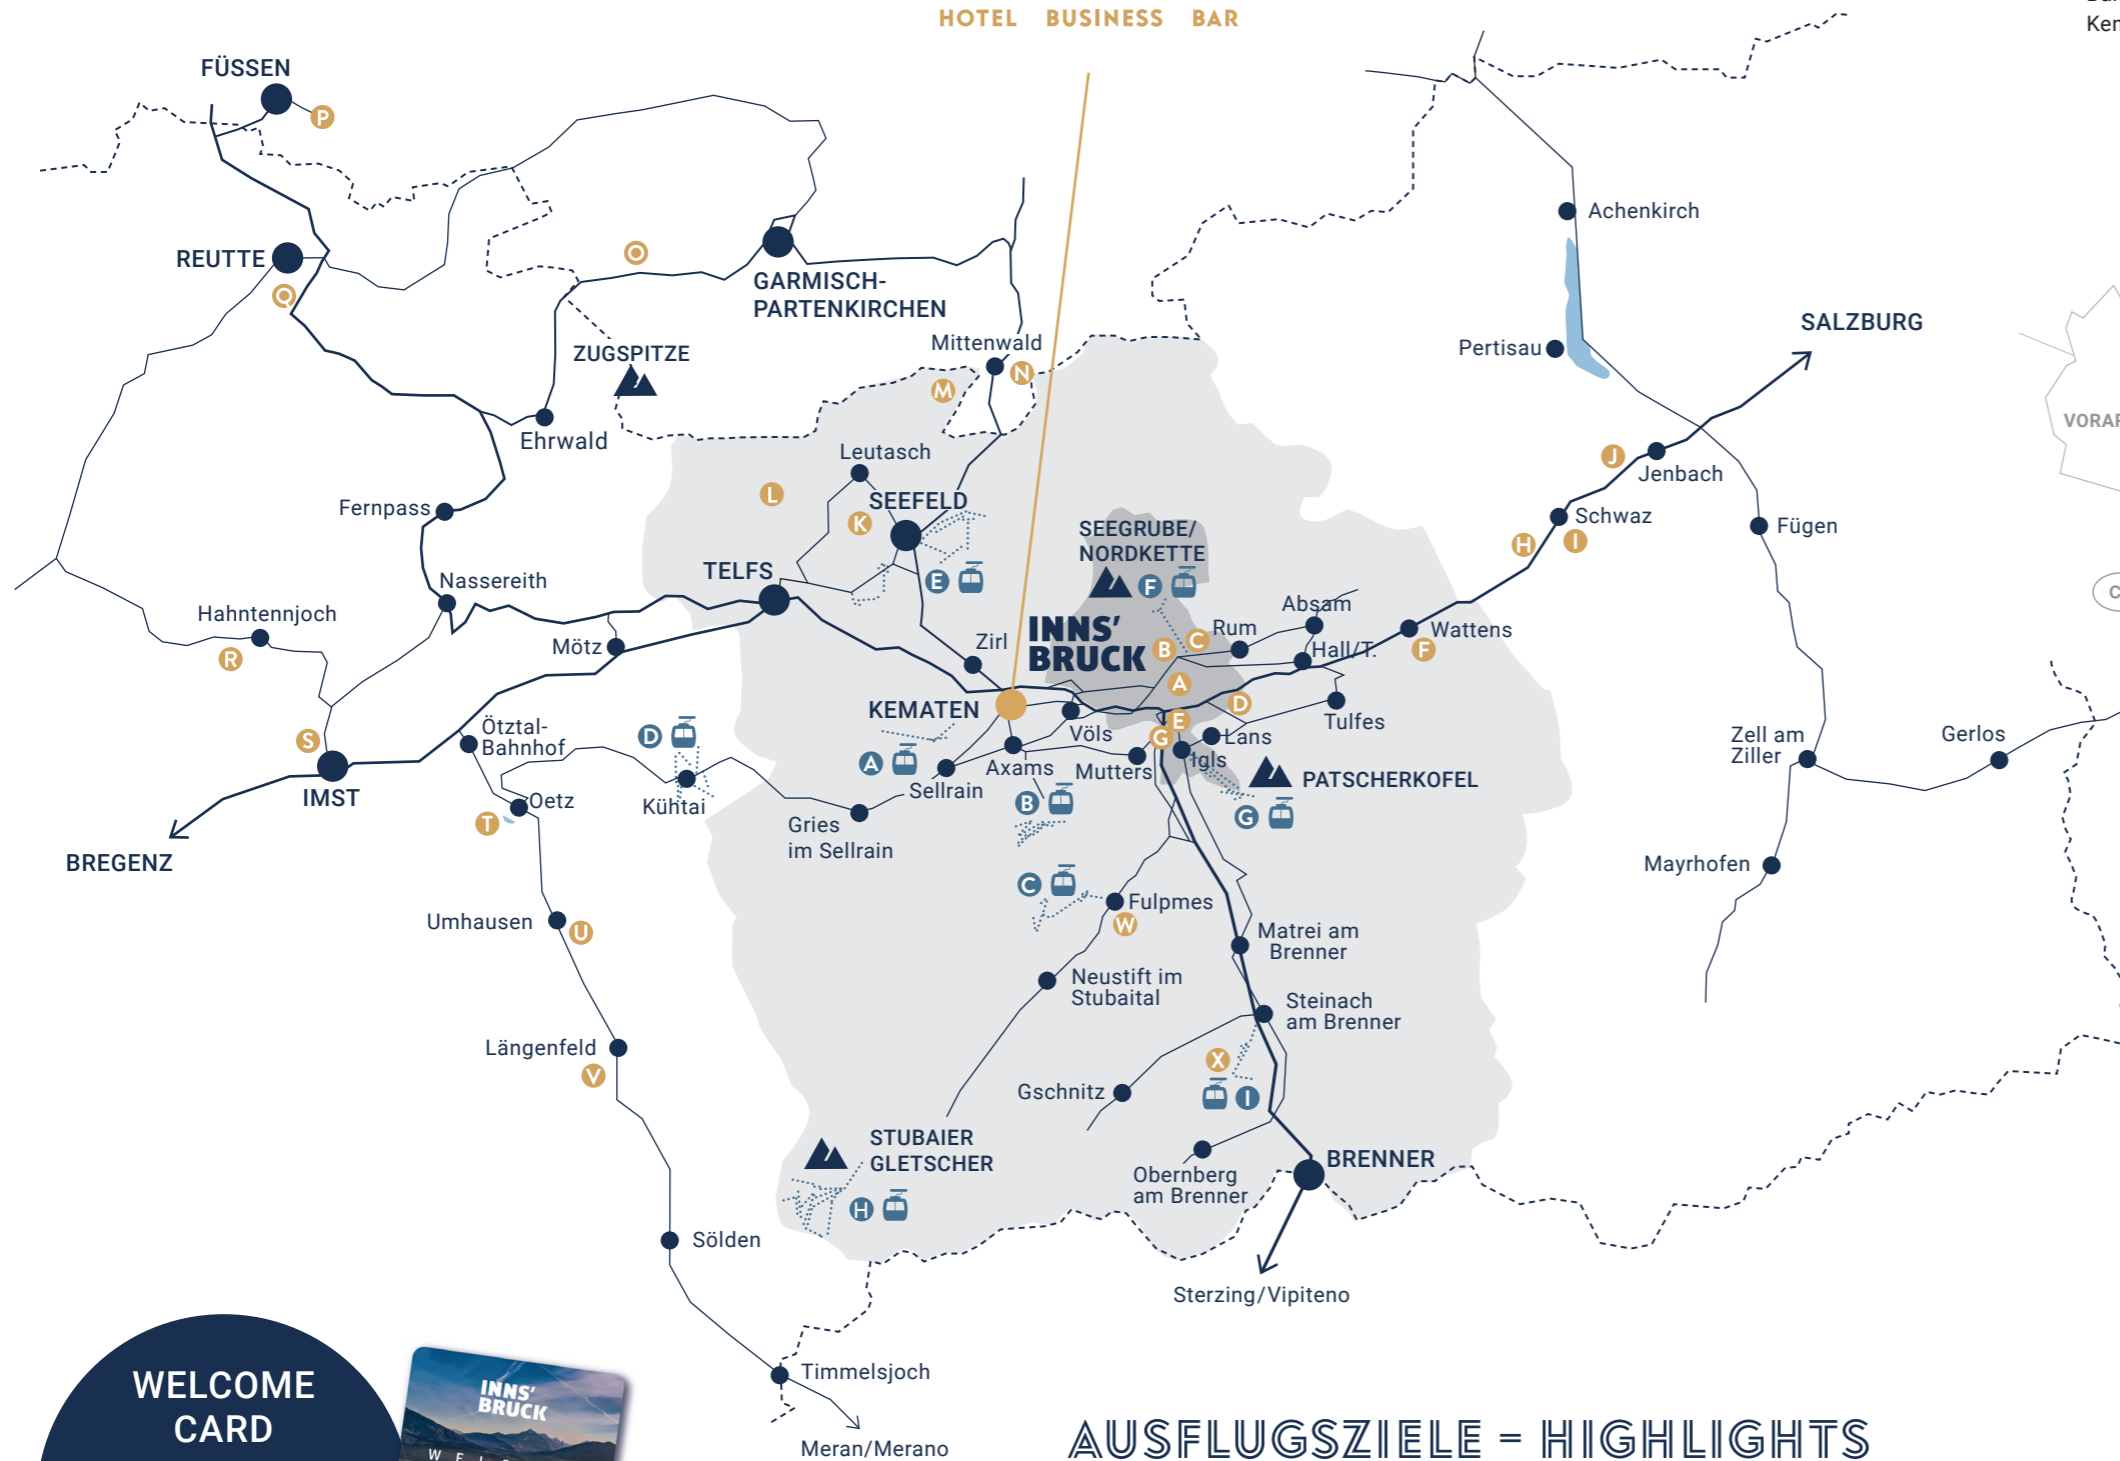 HOTEL BUSINESS BAR
Ken
FÜSSEN
P
Achenkirch
REUTTE
O
Q
GARMISCH-
PARTENKIRCHEN
SALZBURG
Mittenwald
Pertisau
ZUGSPITZE
N
M
VORAR
Ehrwald
Leutasch
J
Jenbach
L
SEEFELD
K
Fernpass
SEEGRUBE/
NORDKETTE
Schwaz
H
I
Fügen
TELFS
E
F
Nassereith
Absam
Hahntennjoch
INNS'
BRUCK
C
Rum
Wattens
R
Mötz
Zirl
B
Hall/T.
F
A
KEMATEN
D
Tulfes
Ötztal-
Bahnhof
S
D
Völs
E
G
Lans
Zell am
Ziller
Gerlos
A
Axams
Mutters
Igls
PATSCHERKOFEL
IMST
Oetz
Kühtai
Sellrain
B
G
T
Gries
im Sellrain
BREGENZ
Mayrhofen
C
Fulpmes
W
Umhausen
U
Matrei am
Brenner
Neustift im
Stubaital
Steinach
am Brenner
Längenfeld
V
X
Gschnitz
I
STUBAIER
GLETSCHER
BRENNER
Obernberg
am Brenner
H
Sölden
Sterzing/Vipiteno
Timmelsjoch
WELCOME
CARD
INNS'
BRUCK
Meran/Merano
AUSFLUGSZIELE = HIGHLIGHTS